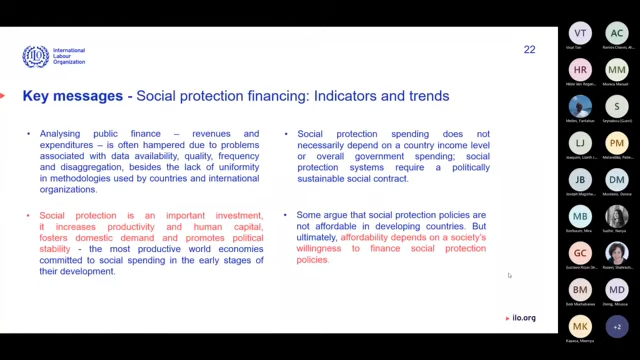 International
Labour
Organization
22
Key messages - Social protection financing: Indicators and trends
• Analysing public finance – revenues and
expenditures – is often hampered due to problems
associated with data availability, quality, frequency
and disaggregation, besides the lack of uniformity
in methodologies used by countries and international
organizations.
• Social protection is an important investment,
it increases productivity and human capital,
fosters domestic demand and promotes political
stability - the most productive world economies
committed to social spending in the early stages of
their development.
• Social protection spending does not
necessarily depend on a country income level
or overall government spending; social
protection systems require a politically
sustainable social contract.
• Some argue that social protection policies are
not affordable in developing countries. But
ultimately, affordability depends on a society's
willingness to finance social protection
policies.
ilo.org
VT
AC
HR
MM
Monica Manuel
S
Seynabou (Guest)
LJ
PM
JB
DM
MB
GC
BM
MD
MK
+2